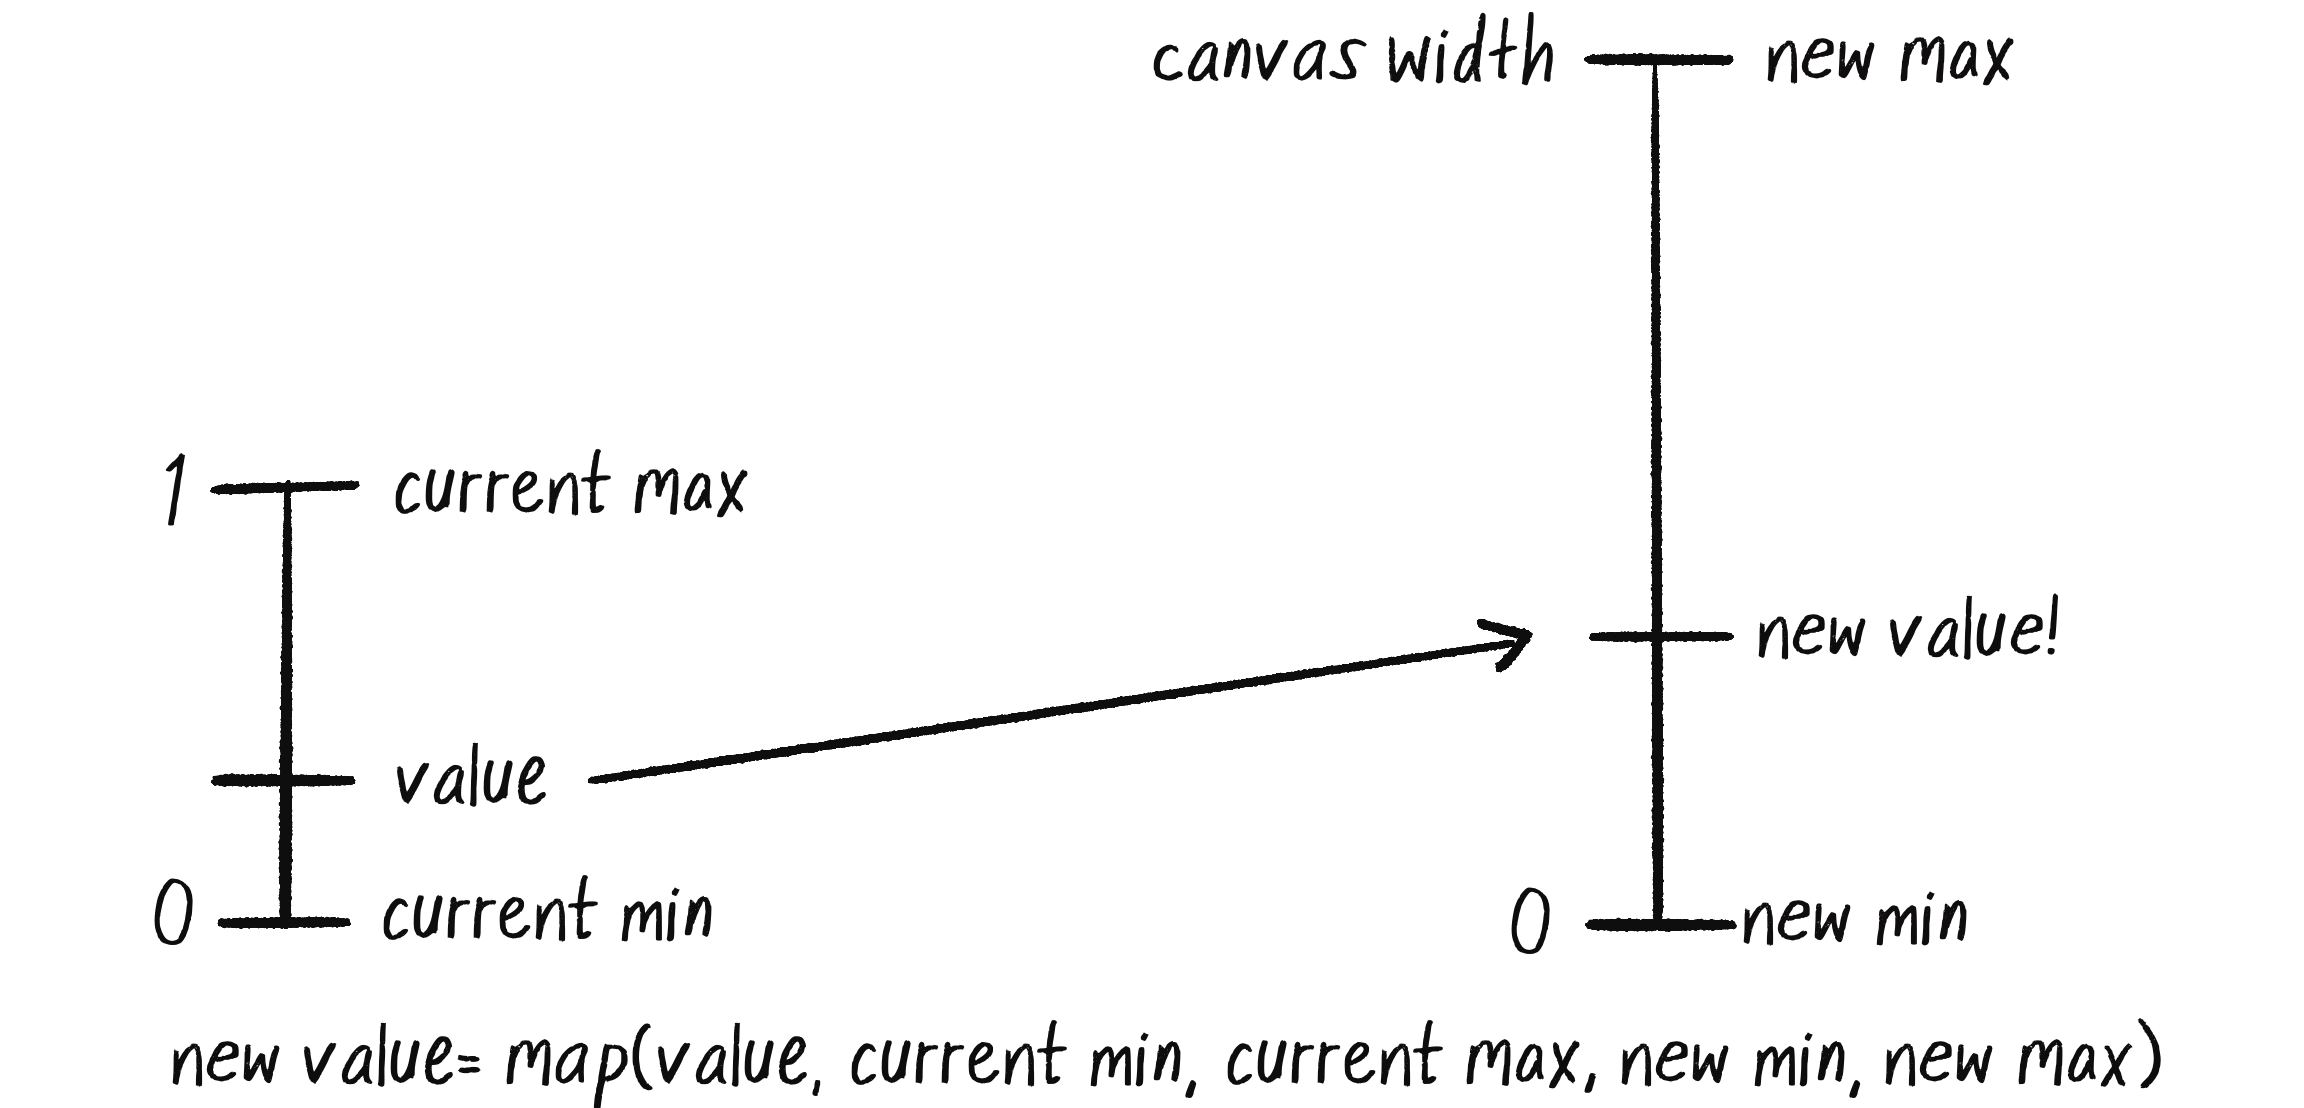 canvas width new max
1 current max
new value!
value
0 current min
0 new min
new value= map(value, current min, current max, new min, new max)